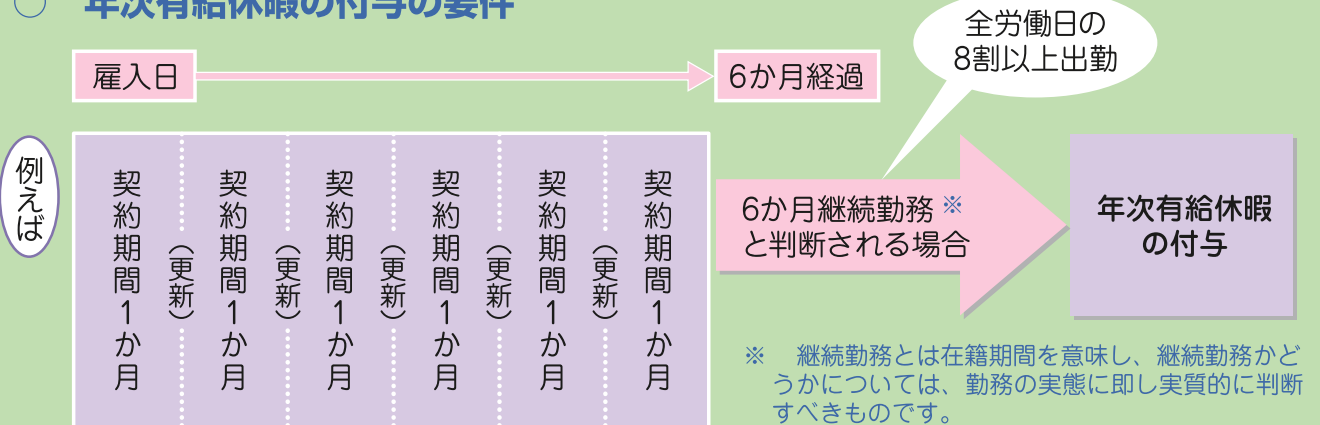 ○　年次有給休暇の付与の要件
雇入日
6か月経過
全労働日の
8割以上出勤
例えば
契約期間1か月
（更新）
契約期間1か月
（更新）
契約期間1か月
（更新）
契約期間1か月
（更新）
契約期間1か月
（更新）
契約期間1か月
6か月継続勤務※
と判断される場合
年次有給休暇
の付与
※　継続勤務とは在籍期間を意味し、継続勤務かど
うかについては、勤務の実態に即し実質的に判断
すべきものです。